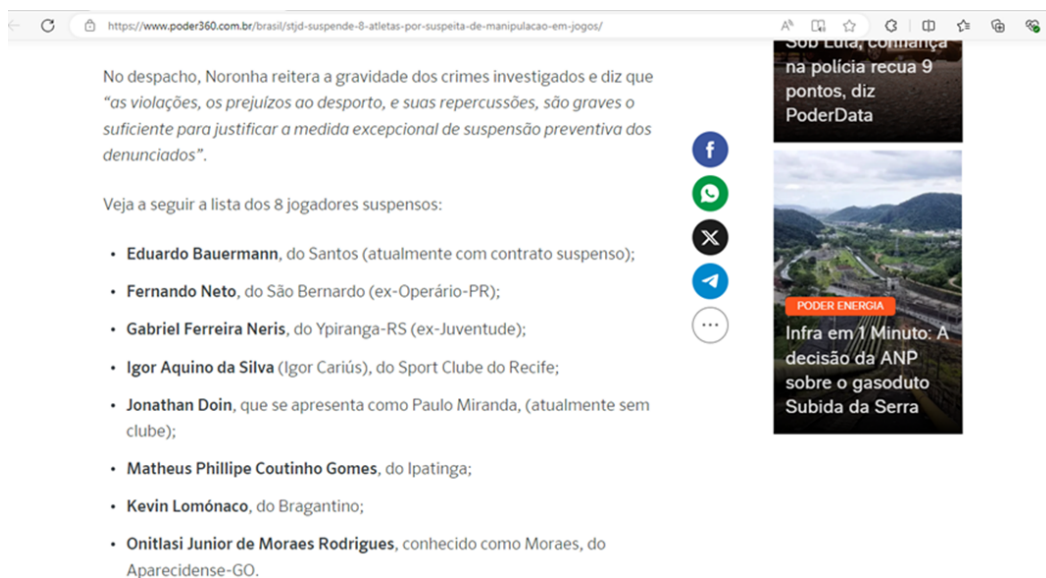 https://www.poder360.com.br/brasil/stjd-suspende-8-atletas-por-suspeita-de-manipulacao-em-jogos/
No despacho, Noronha reitera a gravidade dos crimes investigados e diz que
“as violações, os prejuízos ao desporto, e suas repercussões, são graves o
suficiente para justificar a medida excepcional de suspensão preventiva dos
denunciados”.
Veja a seguir a lista dos 8 jogadores suspensos:
• Eduardo Bauermann, do Santos (atualmente com contrato suspenso);
• Fernando Neto, do São Bernardo (ex-Operário-PR);
• Gabriel Ferreira Neris, do Ypiranga-RS (ex-Juventude);
• Igor Aquino da Silva (Igor Cariús), do Sport Clube do Recife;
• Jonathan Doin, que se apresenta como Paulo Miranda, (atualmente sem
clube);
• Matheus Phillipe Coutinho Gomes, do Ipatinga;
• Kevin Lomónaco, do Bragantino;
• Onitlasi Junior de Moraes Rodrigues, conhecido como Moraes, do
Aparecidense-GO.
Sob Lula, confiança
na polícia recua 9
pontos, diz
PoderData
PODER ENERGIA
Infra em 1 Minuto: A
decisão da ANP
sobre o gasoduto
Subida da Serra